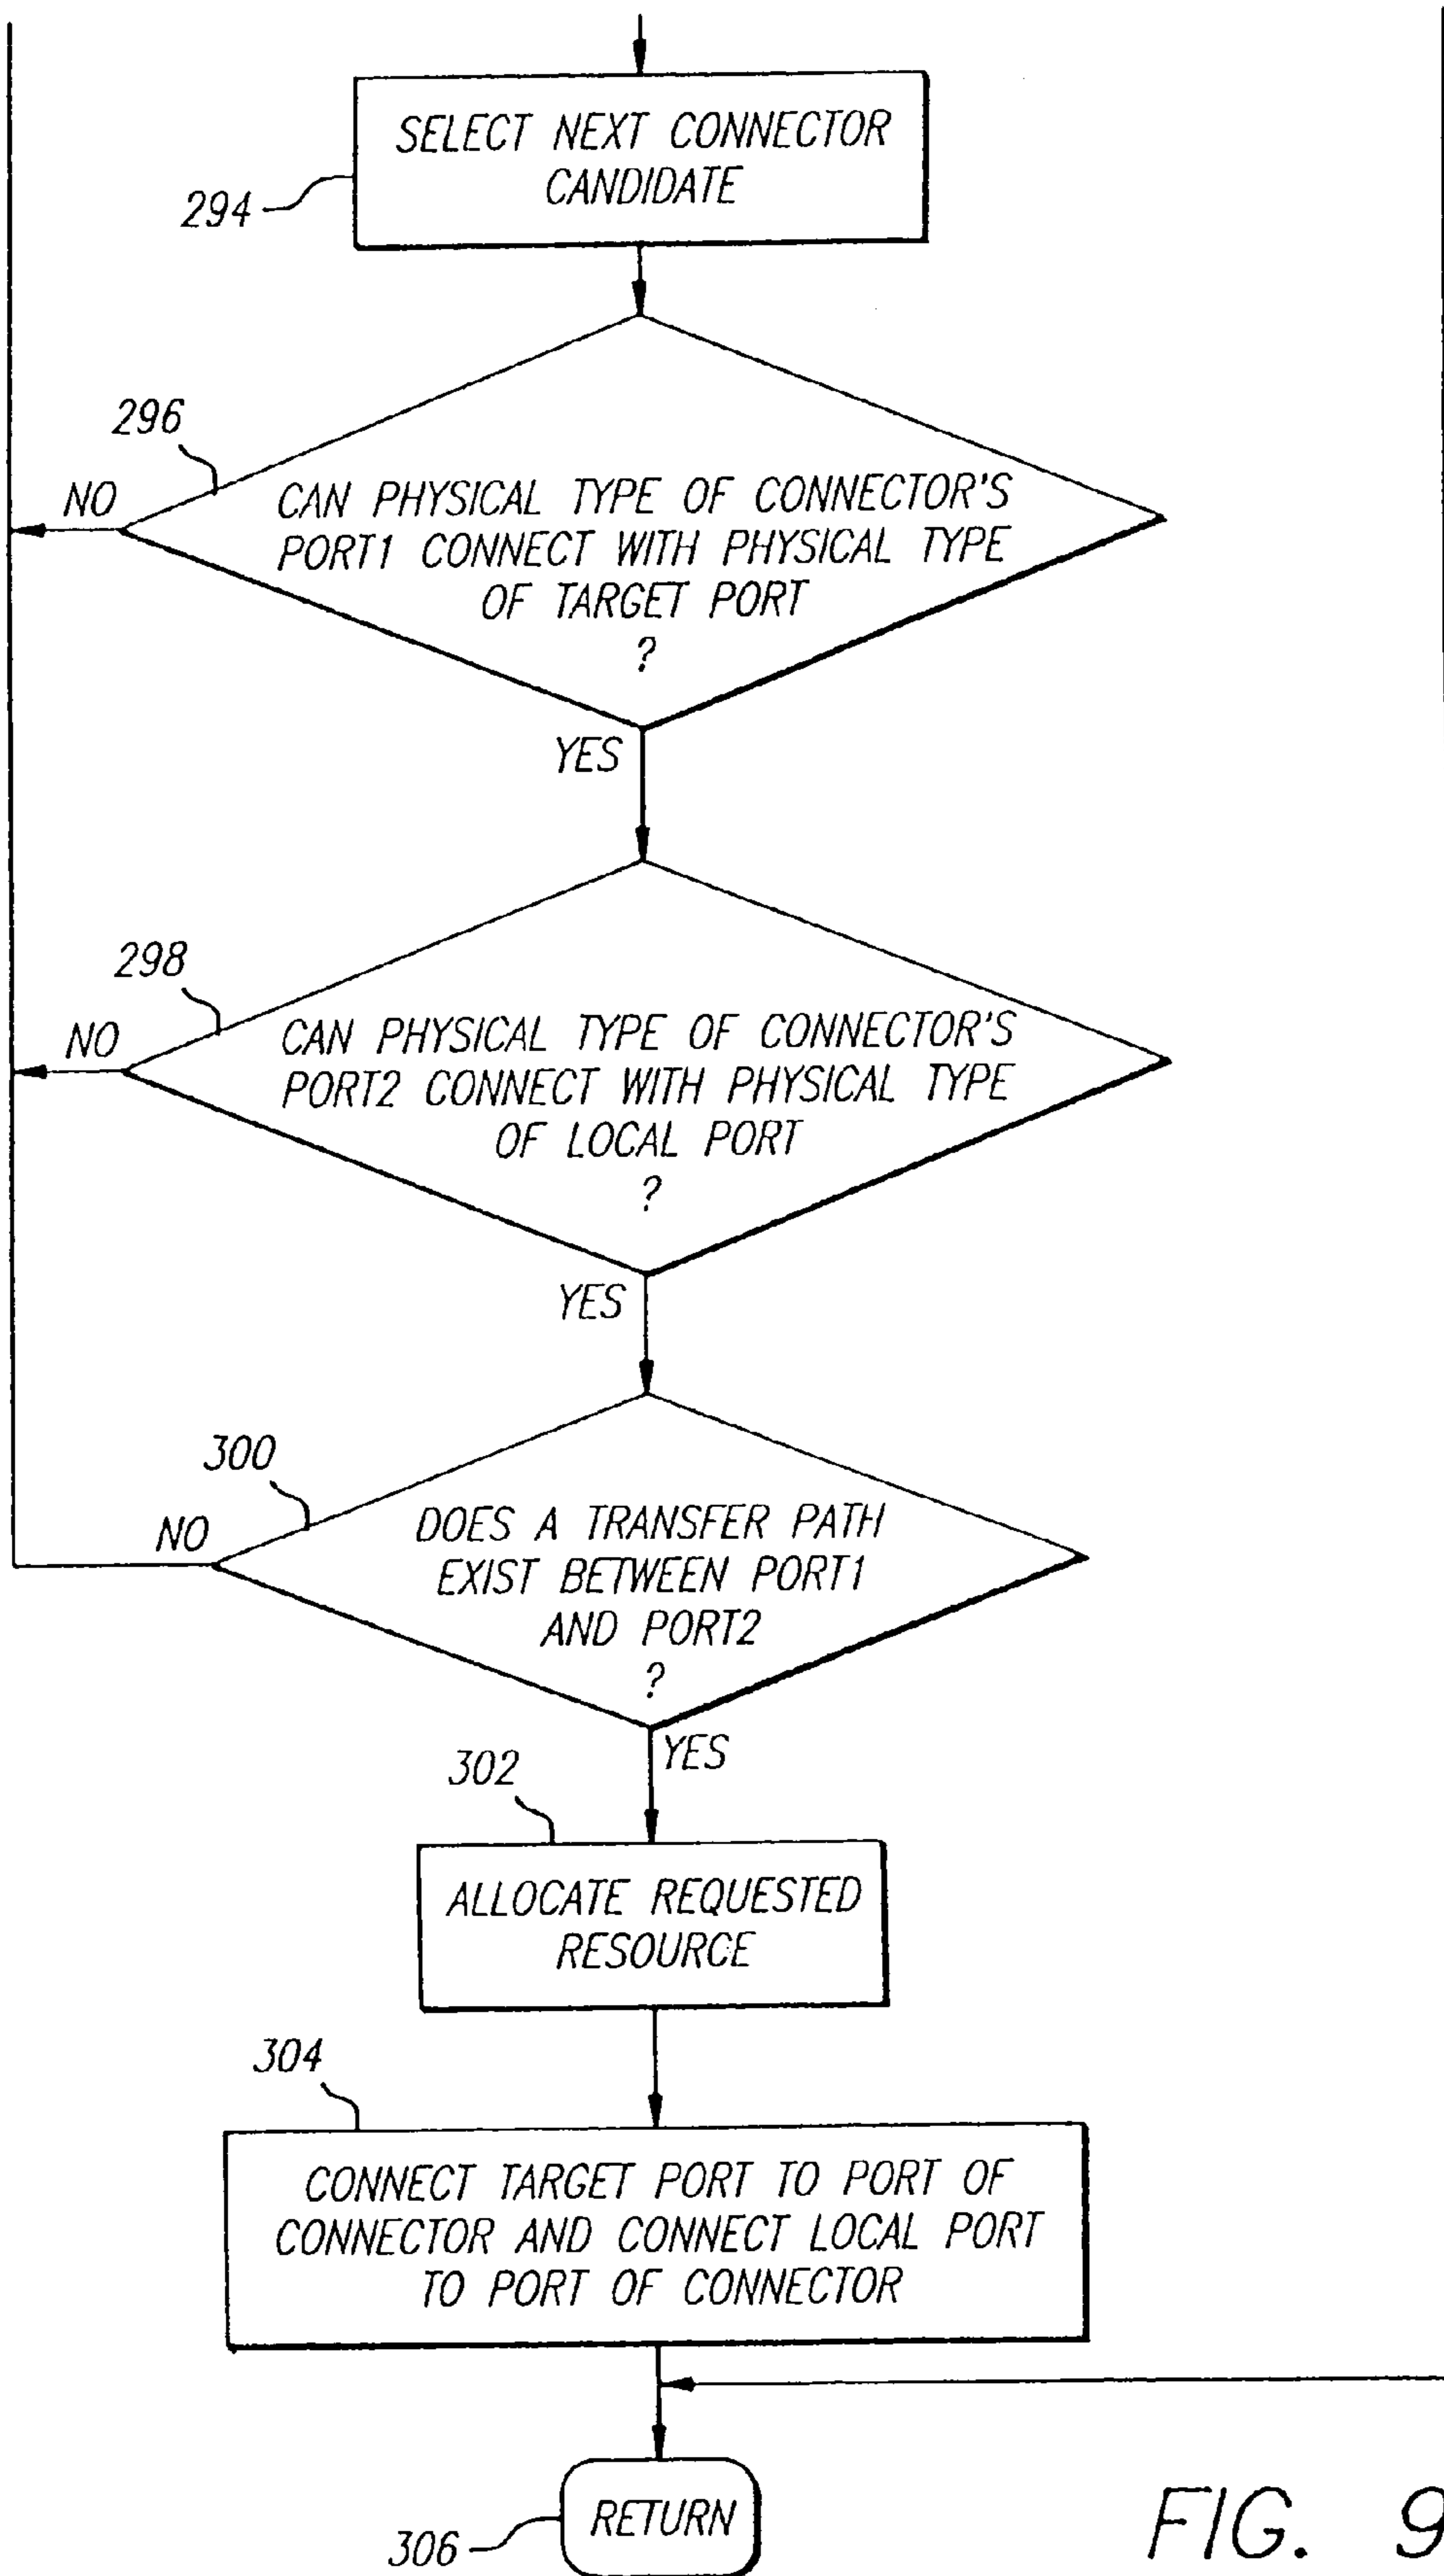 SELECT NEXT CONNECTOR
CANDIDATE
294
296
NO
CAN PHYSICAL TYPE OF CONNECTOR'S
PORT1 CONNECT WITH PHYSICAL TYPE
OF TARGET PORT
?
YES
298
NO
CAN PHYSICAL TYPE OF CONNECTOR'S
PORT2 CONNECT WITH PHYSICAL TYPE
OF LOCAL PORT
?
YES
300
NO
DOES A TRANSFER PATH
EXIST BETWEEN PORT1
AND PORT2
?
YES
302
ALLOCATE REQUESTED
RESOURCE
304
CONNECT TARGET PORT TO PORT OF
CONNECTOR AND CONNECT LOCAL PORT
TO PORT OF CONNECTOR
RETURN
306
FIG. 9